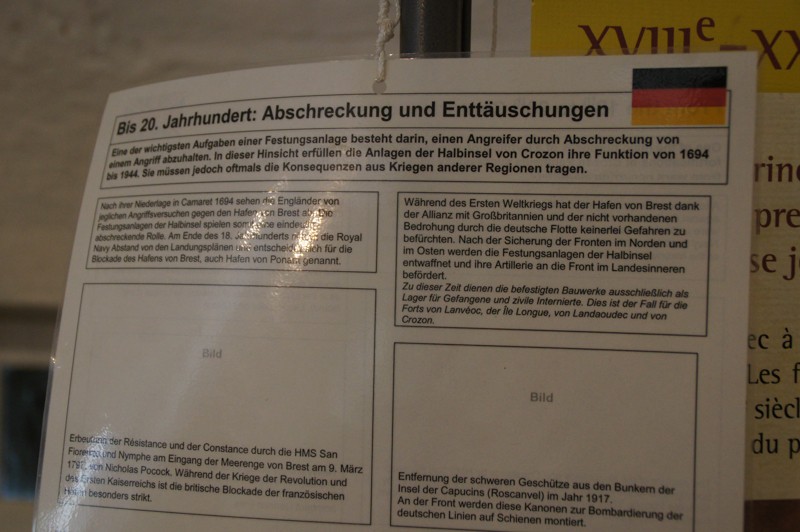 XVIIIe-XX
Bis 20. Jahrhundert: Abschreckung und Enttäuschungen
Eine der wichtigsten Aufgaben einer Festungsanlage besteht darin, einen Angreifer durch Abschreckung von
einem Angriff abzuhalten. In dieser Hinsicht erfüllen die Anlagen der Halbinsel von Crozon ihre Funktion von 1694
bis 1944. Sie müssen jedoch oftmals die Konsequenzen aus Kriegen anderer Regionen tragen.
Nach ihrer Niederlage in Camaret 1694 sehen die Engländer von
jeglichen Angriffsversuchen gegen den Hafen von Brest ab. Die
Festungsanlagen der Halbinsel spielen somit eine eindeutig
abschreckende Rolle. Am Ende des 18. Jahrhunderts nimmt die Royal
Navy Abstand von den Landungsplänen und entscheidet sich für die
Blockade des Hafens von Brest, auch Hafen von Ponant genannt.
Bild
Erbeutung der Résistance und der Constance durch die HMS San
Fiorenzo und Nymphe am Eingang der Meerenge von Brest am 9. März
1797, von Nicholas Pocock. Während der Kriege der Revolution und
des Ersten Kaiserreichs ist die britische Blockade der französischen
Häfen besonders strikt.
Während des Ersten Weltkriegs hat der Hafen von Brest dank
der Allianz mit Großbritannien und der nicht vorhandenen
Bedrohung durch die deutsche Flotte keinerlei Gefahren zu
befürchten. Nach der Sicherung der Fronten im Norden und
im Osten werden die Festungsanlagen der Halbinsel
entwaffnet und ihre Artillerie an die Front im Landesinneren
befördert.
Zu dieser Zeit dienen die befestigten Bauwerke ausschließlich als
Lager für Gefangene und zivile Internierte. Dies ist der Fall für die
Forts von Lanvéoc, der Île Longue, von Landaoudec und von
Crozon.
Bild
Entfernung der schweren Geschütze aus den Bunkern der
Insel der Capucins (Roscanvel) im Jahr 1917.
An der Front werden diese Kanonen zur Bombardierung der
deutschen Linien auf Schienen montiert.
rinc
pre
se j
ec à
Les f
siècl
du p